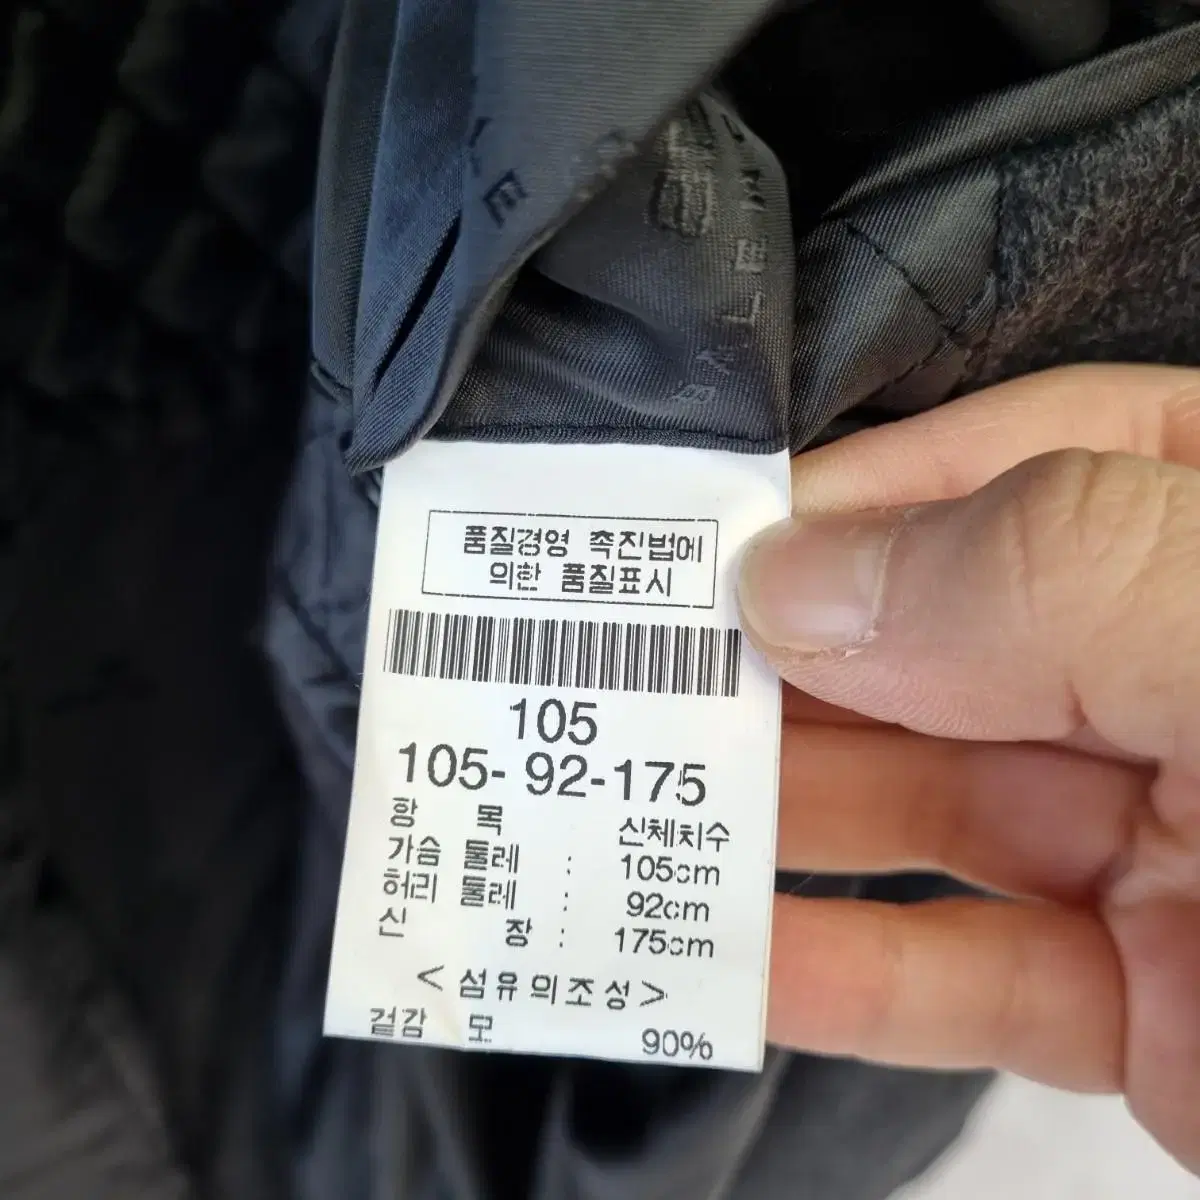 품질경영 촉진법에
의한 품질표시
105
105- 92-175
항 목 신체치수
가슴 둘레 : 105cm
허리 둘레 : 92cm
신 장 : 175cm
<섬유의조성>
겉감 모 90%